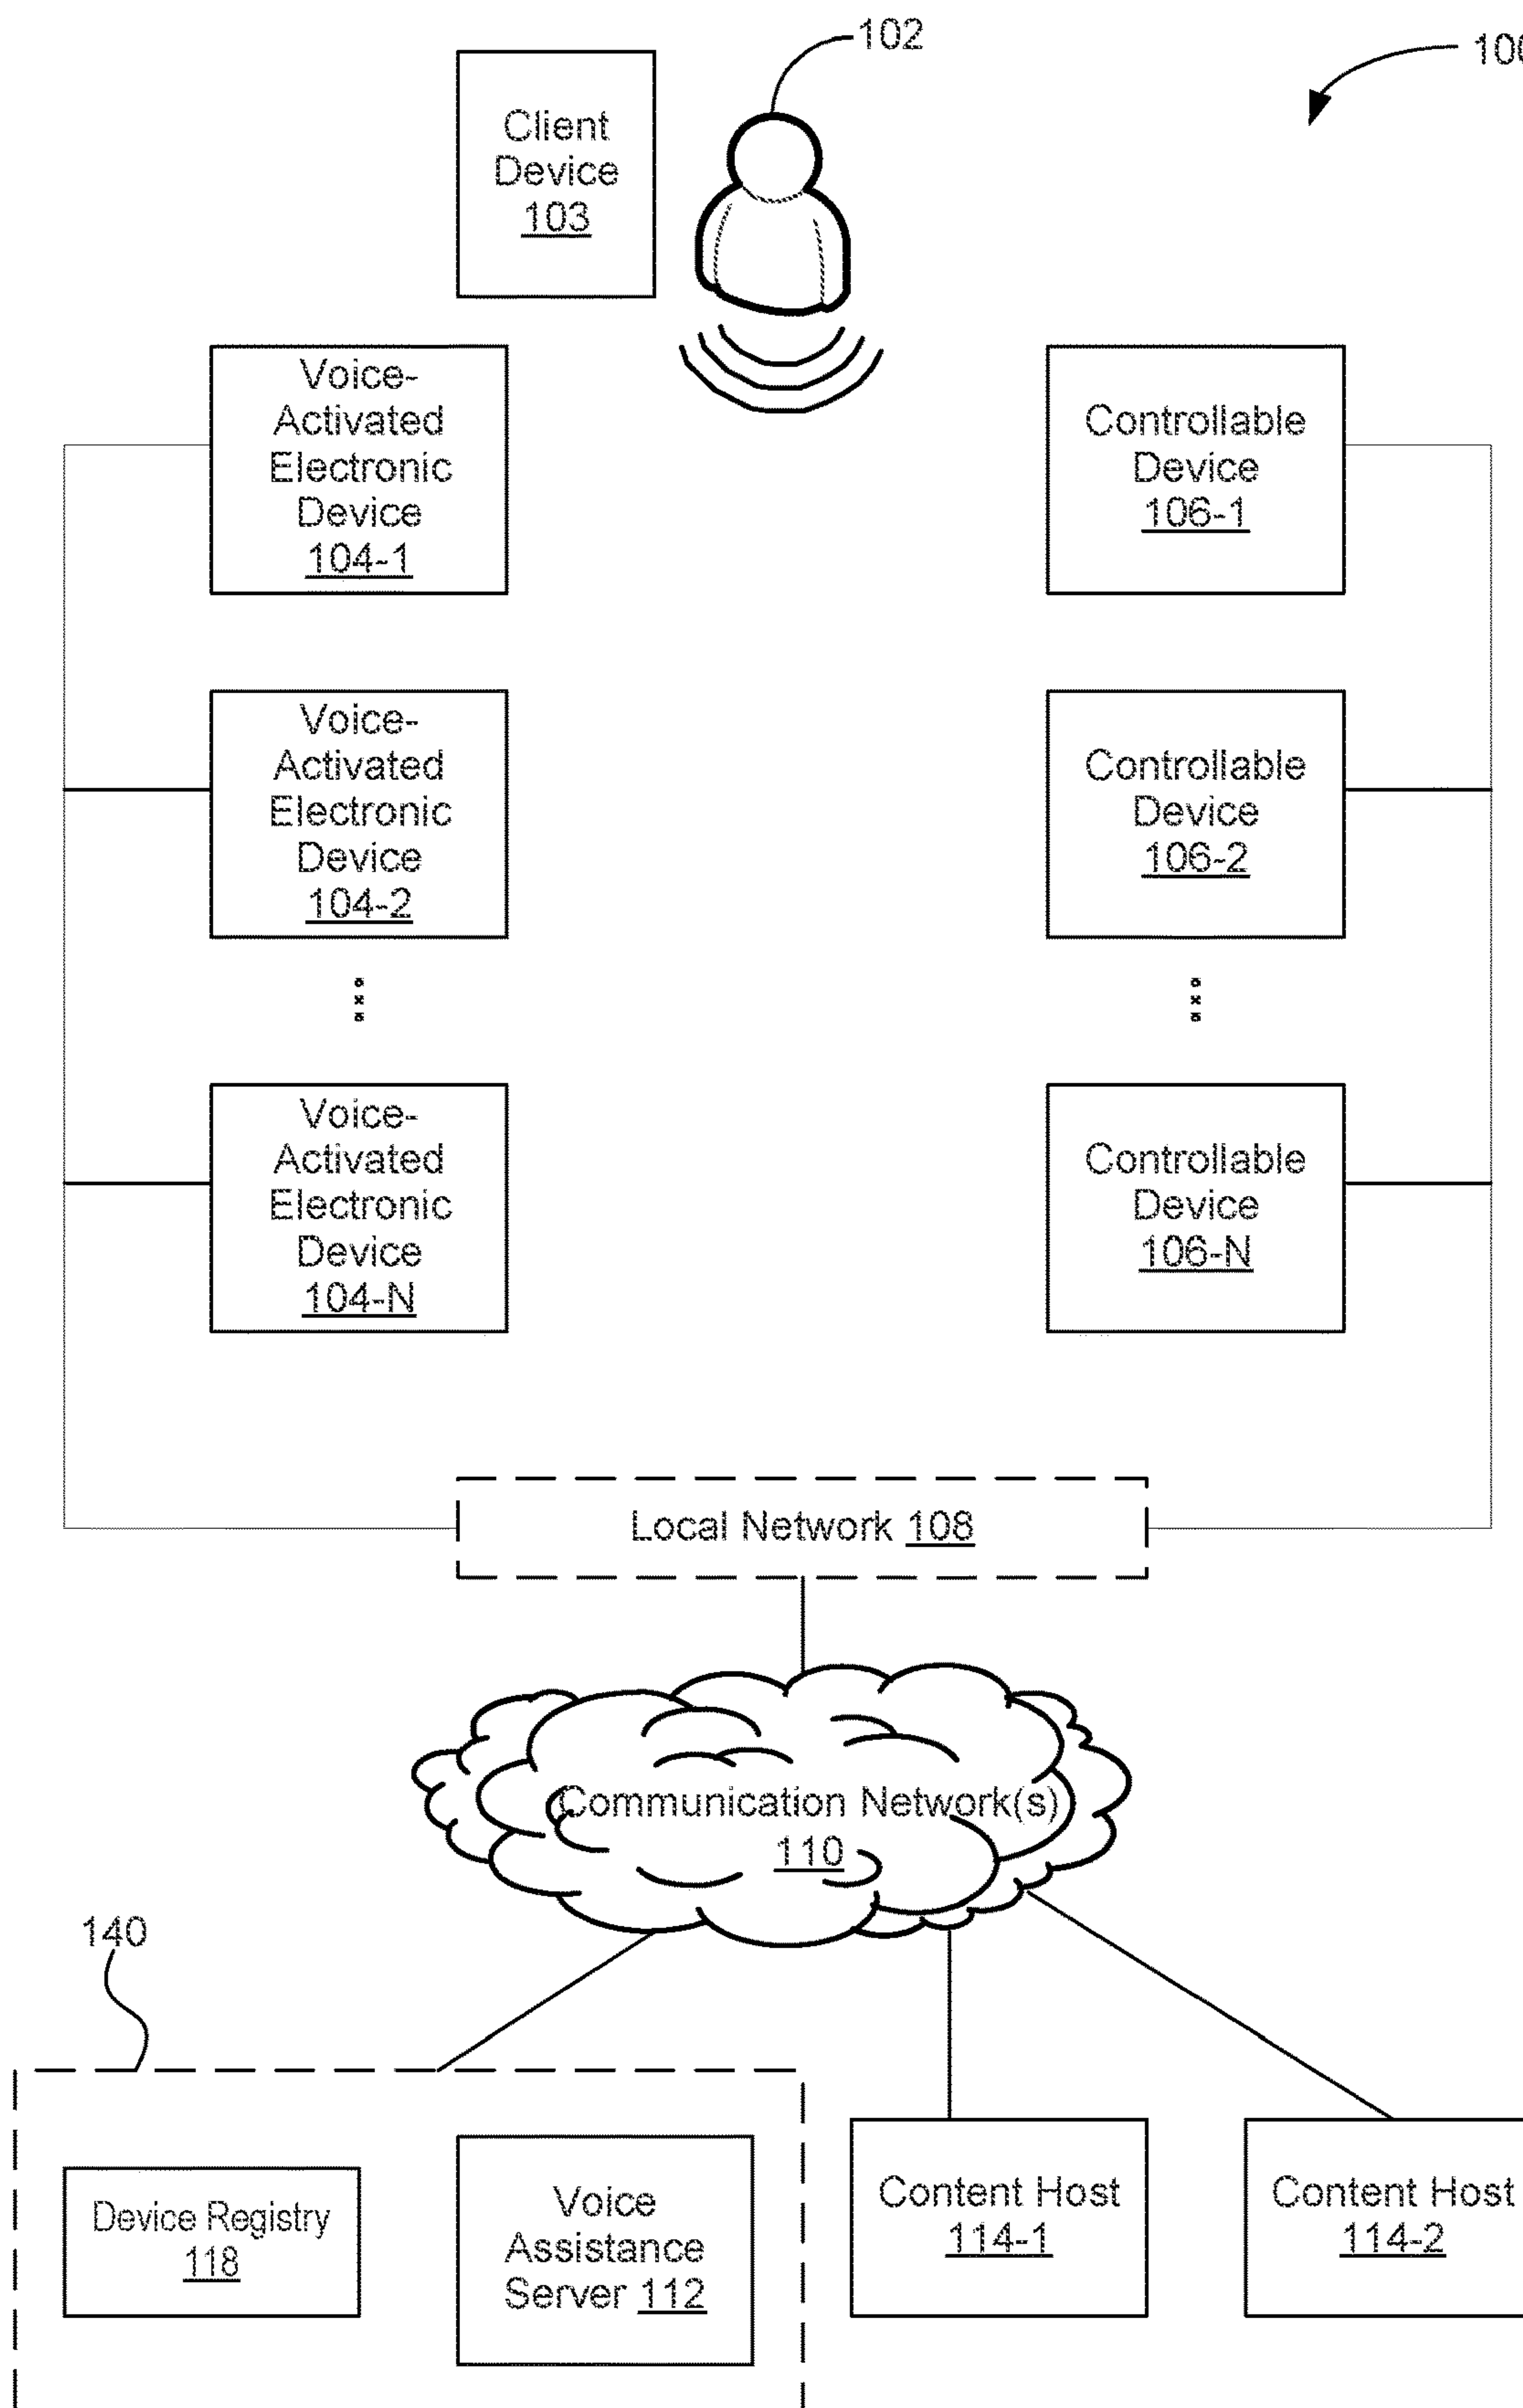 102
100
Client
Device
103
Voice-
Activated
Electronic
Device
104-1
Controllable
Device
106-1
Voice-
Activated
Electronic
Device
104-2
Controllable
Device
106-2
Voice-
Activated
Electronic
Device
104-N
Controllable
Device
106-N
Local Network 108
Communication Network(s)
110
140
Device Registry
118
Voice
Assistance
Server 112
Content Host
114-1
Content Host
114-2